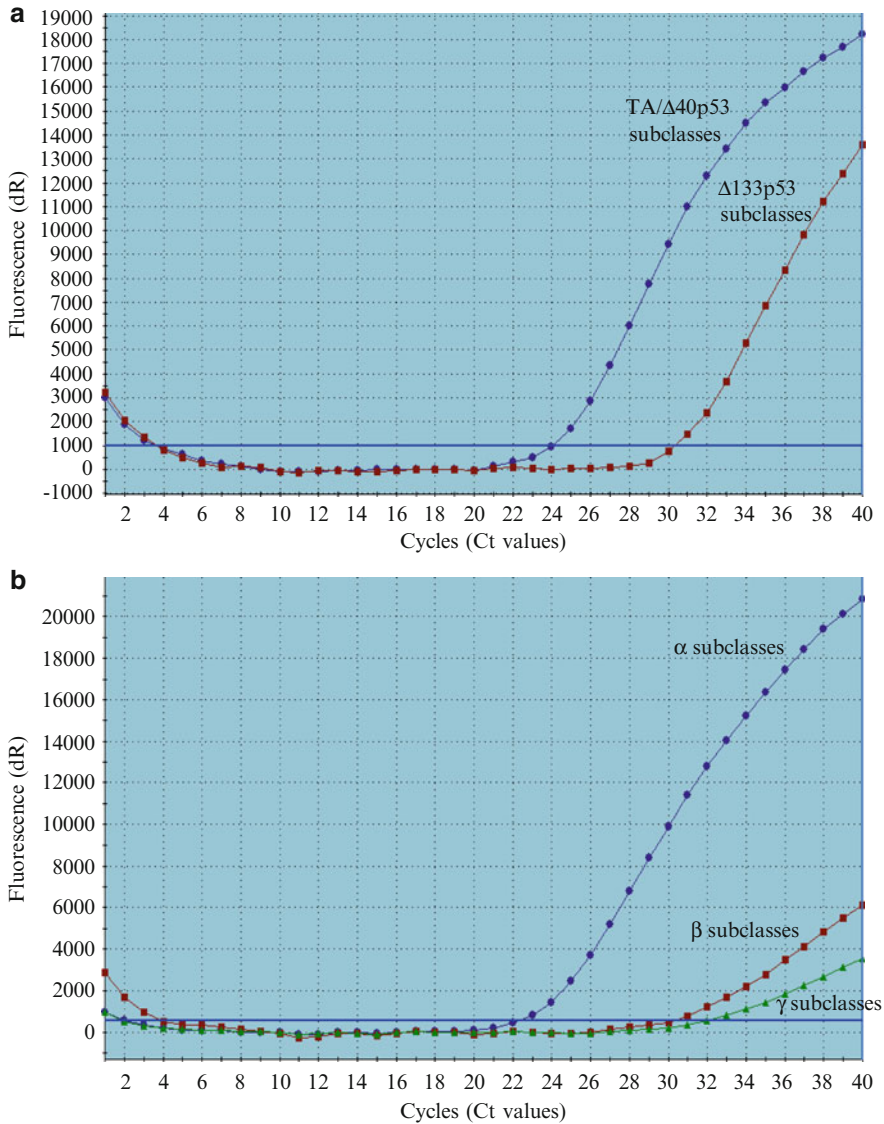 a
19000
18000
17000
16000
15000
14000
13000
12000
11000
10000
9000
8000
7000
6000
5000
4000
3000
2000
1000
0
-1000
Fluorescence (dR)
TA/Δ40p53
subclasses
Δ133p53
subclasses
2 4 6 8 10 12 14 16 18 20 22 24 26 28 30 32 34 36 38 40
Cycles (Ct values)
b
20000
18000
16000
14000
12000
10000
8000
6000
4000
2000
0
Fluorescence (dR)
α subclasses
β subclasses
γ subclasses
2 4 6 8 10 12 14 16 18 20 22 24 26 28 30 32 34 36 38 40
Cycles (Ct values)